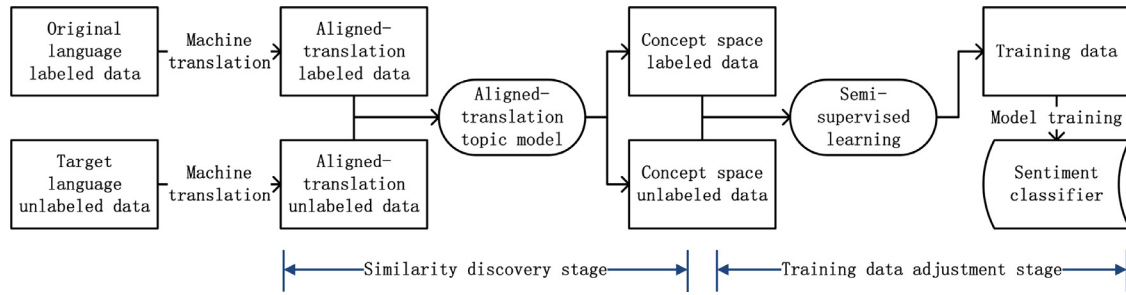 Original
language
labeled data
Machine
translation
Aligned-
translation
labeled data
Aligned-
translation
topic model
Concept space
labeled data
Semi-
supervised
learning
Training data
Model training
Target
language
unlabeled data
Machine
translation
Aligned-
translation
unlabeled data
Concept space
unlabeled data
Sentiment
classifier
Similarity discovery stage
Training data adjustment stage